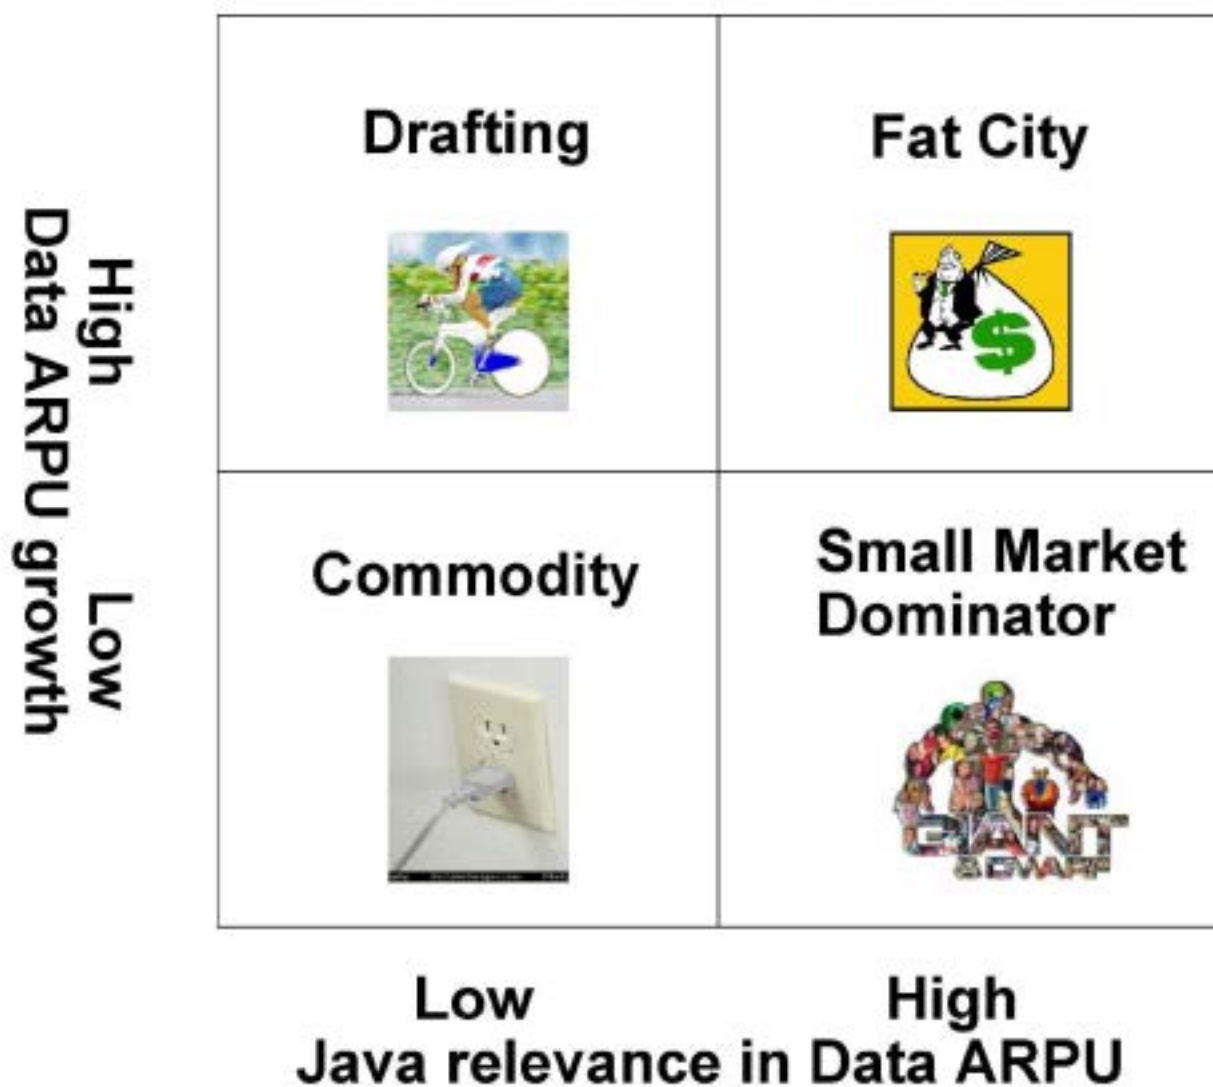 Drafting
Fat City
$
High
Data ARPU growth
Low
Commodity
Small Market
Dominator
GIANT
& DWARF
Low
High
Java relevance in Data ARPU